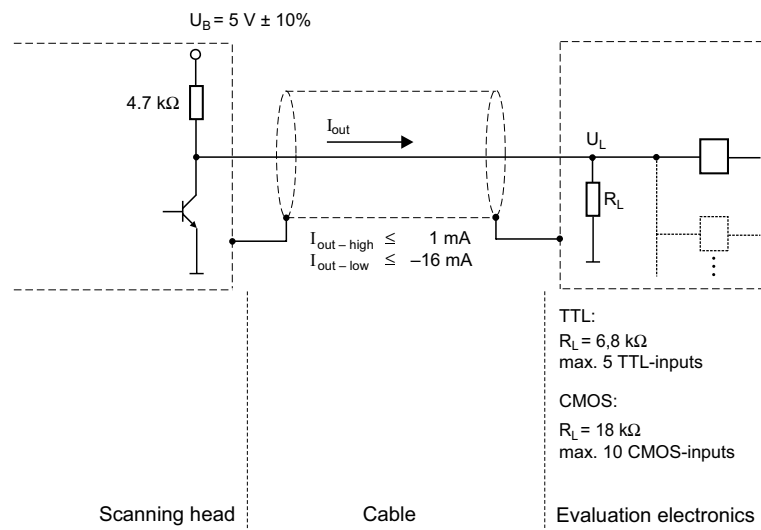 U_B = 5 V ± 10%
4.7 kΩ
I_out
U_L
R_L
I_out – high ≤ 1 mA
I_out – low ≤ –16 mA
TTL:
R_L = 6,8 kΩ
max. 5 TTL-inputs
CMOS:
R_L = 18 kΩ
max. 10 CMOS-inputs
Scanning head
Cable
Evaluation electronics